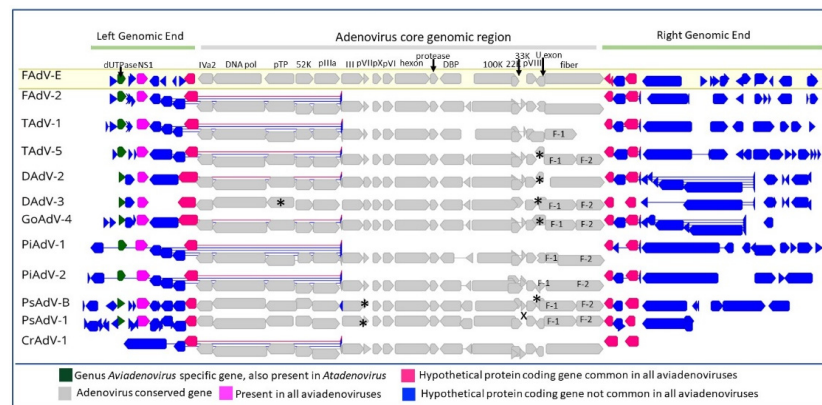 Left Genomic End Adenovirus core genomic region Right Genomic End
dUTPase NS1 IVa2 DNA pol pTP 52K pIIIa III pVII pX pVI hexon protease DBP 100K 22K 33K pVIII U exon fiber
FAdV-E
FAdV-2
TAdV-1 F-1
TAdV-5 * F-1 F-2
DAdV-2 *
DAdV-3 * * F-1 F-2
GoAdV-4 F-1 F-2
PiAdV-1 F-1 fiber
PiAdV-2 F-1 F-2
PsAdV-B * * F-1 F-2
PsAdV-1 * X F-1 F-2
CrAdV-1
Genus Aviadenovirus specific gene, also present in Atadenovirus Hypothetical protein coding gene common in all aviadenoviruses
Adenovirus conserved gene Present in all aviadenoviruses Hypothetical protein coding gene not common in all aviadenoviruses